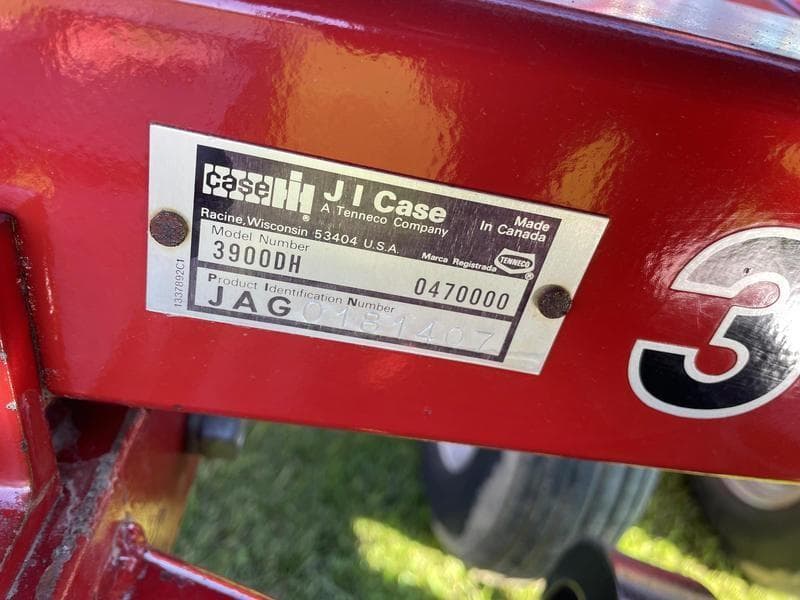 case IH ®
J I Case
A Tenneco Company
Made
In Canada
Racine, Wisconsin 53404 U.S.A.
Model Number
Marca Registrada
TENNECO ®
3900DH
0470000
Product Identification Number
JAG0181407
1337892C1
3